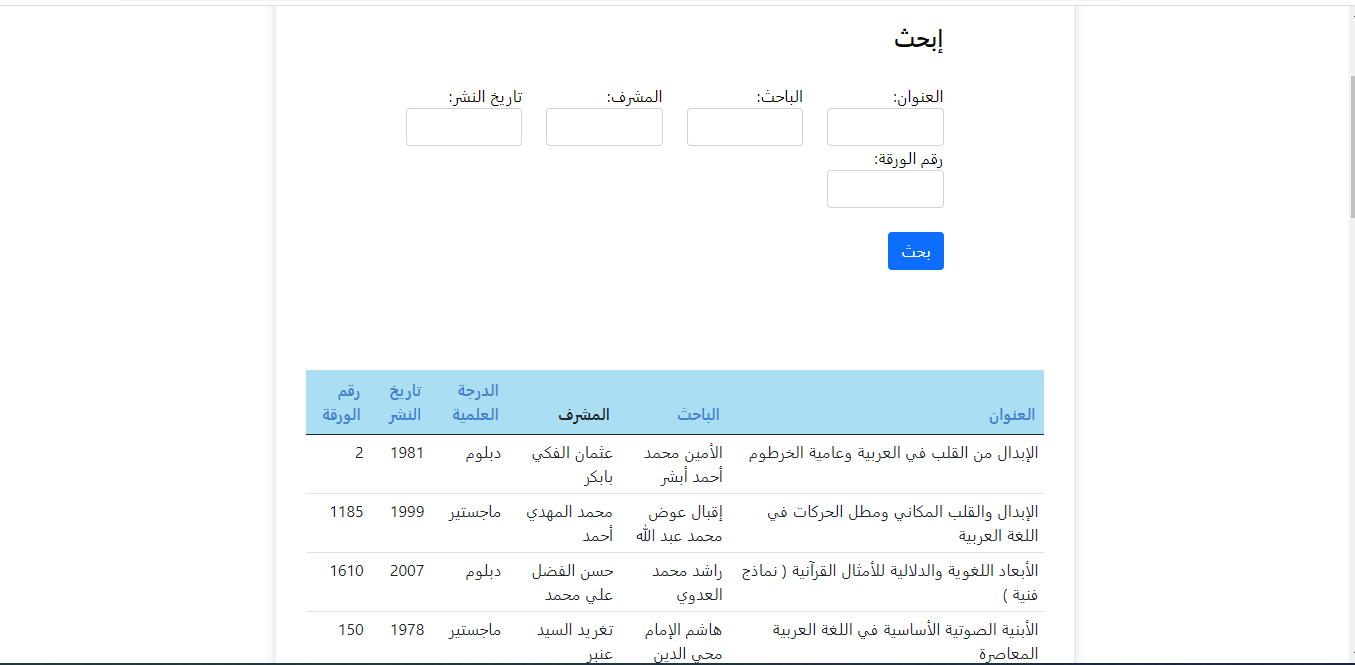 إبحث
العنوان: الباحث: المشرف: تاريخ النشر:
رقم الورقة:
بحث
العنوان الباحث المشرف الدرجة العلمية تاريخ النشر رقم الورقة
الإبدال من القلب في العربية وعامية الخرطوم الأمين محمد أحمد أبشر عثمان الفكي بابكر دبلوم 1981 2
الإبدال والقلب المكاني ومطل الحركات في اللغة العربية إقبال عوض محمد عبد الله محمد المهدي أحمد ماجستير 1999 1185
الأبعاد اللغوية والدلالية للأمثال القرآنية ( نماذج فنية ) راشد محمد العدوي حسن الفضل علي محمد دبلوم 2007 1610
الأبنية الصوتية الأساسية في اللغة العربية المعاصرة هاشم الإمام محي الدين تغريد السيد عنبر ماجستير 1978 150